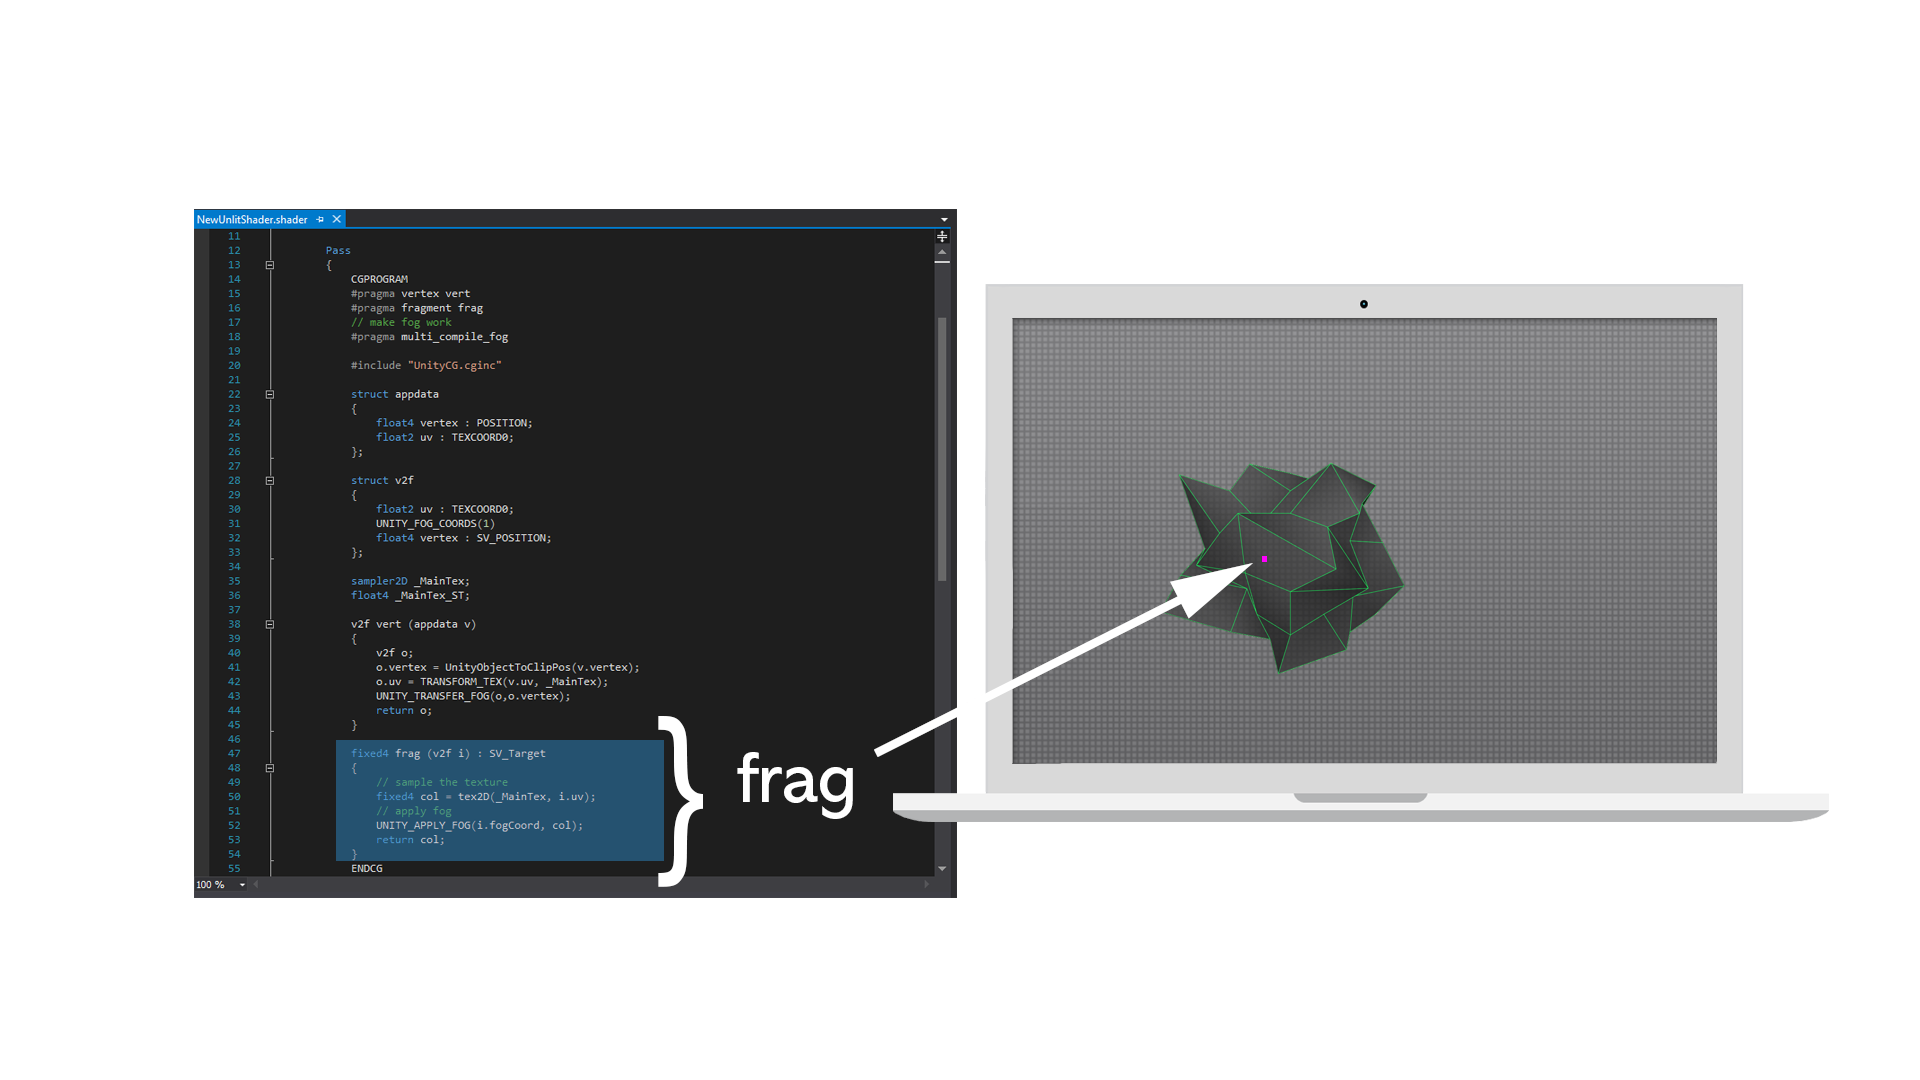 NewUnlitShader.shader
11
12 Pass
13 {
14 CGPROGRAM
15 #pragma vertex vert
16 #pragma fragment frag
17 // make fog work
18 #pragma multi_compile_fog
19
20 #include "UnityCG.cginc"
21
22 struct appdata
23 {
24 float4 vertex : POSITION;
25 float2 uv : TEXCOORD0;
26 };
27
28 struct v2f
29 {
30 float2 uv : TEXCOORD0;
31 UNITY_FOG_COORDS(1)
32 float4 vertex : SV_POSITION;
33 };
34
35 sampler2D _MainTex;
36 float4 _MainTex_ST;
37
38 v2f vert (appdata v)
39 {
40 v2f o;
41 o.vertex = UnityObjectToClipPos(v.vertex);
42 o.uv = TRANSFORM_TEX(v.uv, _MainTex);
43 UNITY_TRANSFER_FOG(o,o.vertex);
44 return o;
45 }
46
47 fixed4 frag (v2f i) : SV_Target
48 {
49 // sample the texture
50 fixed4 col = tex2D(_MainTex, i.uv);
51 // apply fog
52 UNITY_APPLY_FOG(i.fogCoord, col);
53 return col;
54 }
55 ENDCG
100 %
} frag